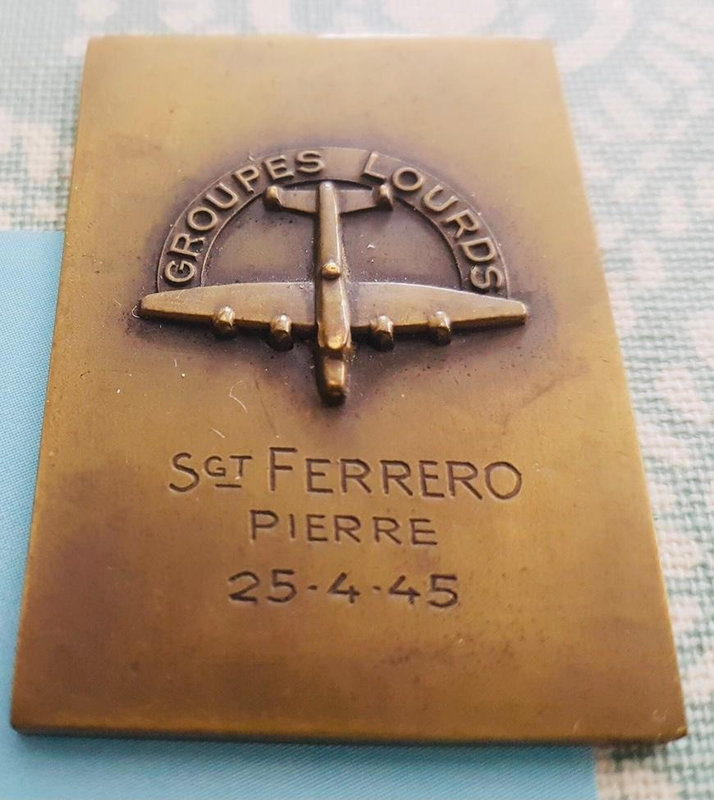 GROUPES LOURDS
SGT FERRERO
PIERRE
25·4·45